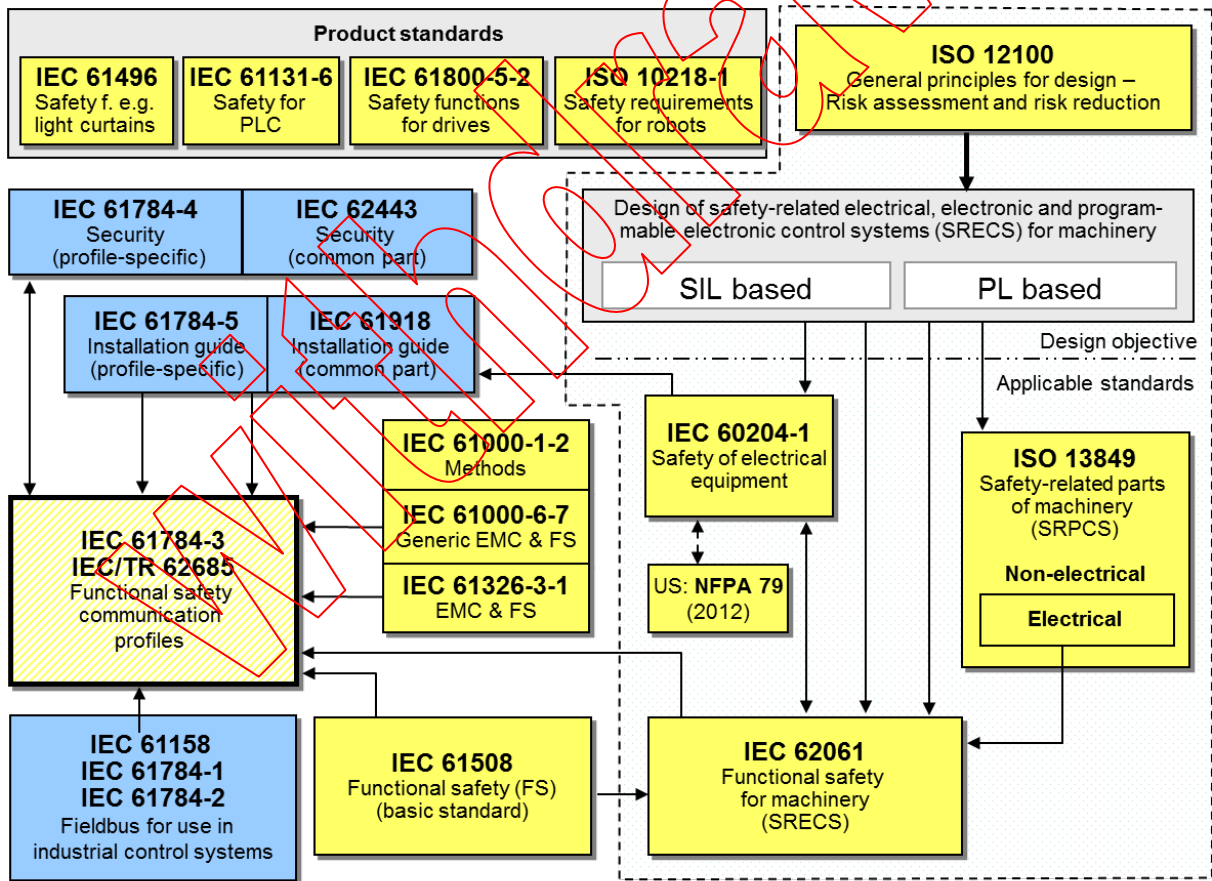 Product standards
IEC 61496
Safety f. e.g.
light curtains
IEC 61131-6
Safety for
PLC
IEC 61800-5-2
Safety functions
for drives
ISO 10218-1
Safety requirements
for robots
ISO 12100
General principles for design –
Risk assessment and risk reduction
IEC 61784-4
Security
(profile-specific)
IEC 62443
Security
(common part)
Design of safety-related electrical, electronic and program-
mable electronic control systems (SRECS) for machinery
SIL based
PL based
IEC 61784-5
Installation guide
(profile-specific)
IEC 61918
Installation guide
(common part)
Design objective
Applicable standards
IEC 61000-1-2
Methods
IEC 61000-6-7
Generic EMC & FS
IEC 61326-3-1
EMC & FS
IEC 60204-1
Safety of electrical
equipment
ISO 13849
Safety-related parts
of machinery
(SRPCS)
Non-electrical
Electrical
IEC 61784-3
IEC/TR 62685
Functional safety
communication
profiles
US: NFPA 79
(2012)
IEC 61158
IEC 61784-1
IEC 61784-2
Fieldbus for use in
industrial control systems
IEC 61508
Functional safety (FS)
(basic standard)
IEC 62061
Functional safety
for machinery
(SRECS)